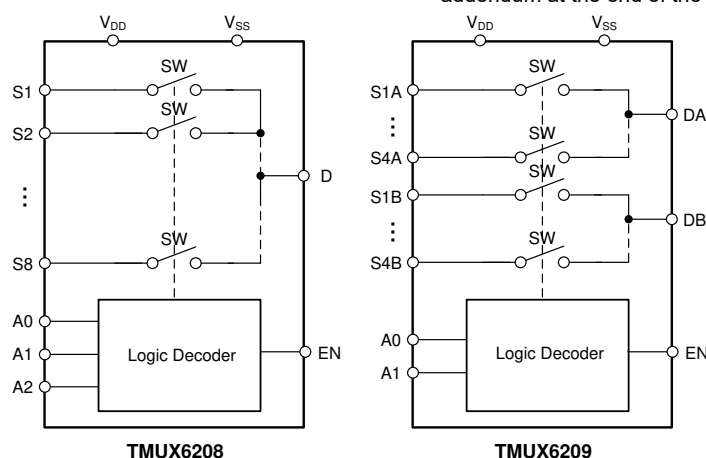 addendum at the end of the
VDD VSS
SW
S1
SW
S2
D
⋮
SW
S8
A0
A1
A2
Logic Decoder
EN
TMUX6208
VDD VSS
SW
S1A
DA
⋮
SW
S4A
SW
S1B
DB
⋮
SW
S4B
A0
A1
Logic Decoder
EN
TMUX6209